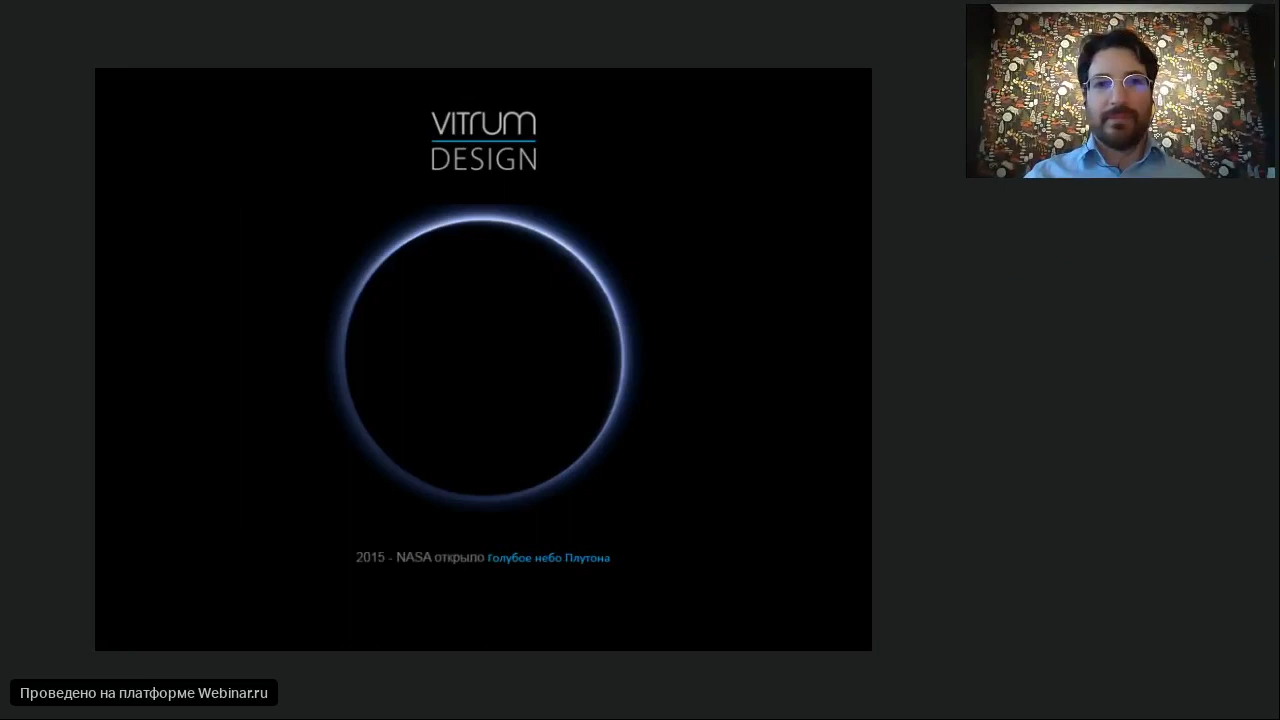 VITRUM
DESIGN
2015 - NASA открыло Голубое небо Плутона
Проведено на платформе Webinar.ru